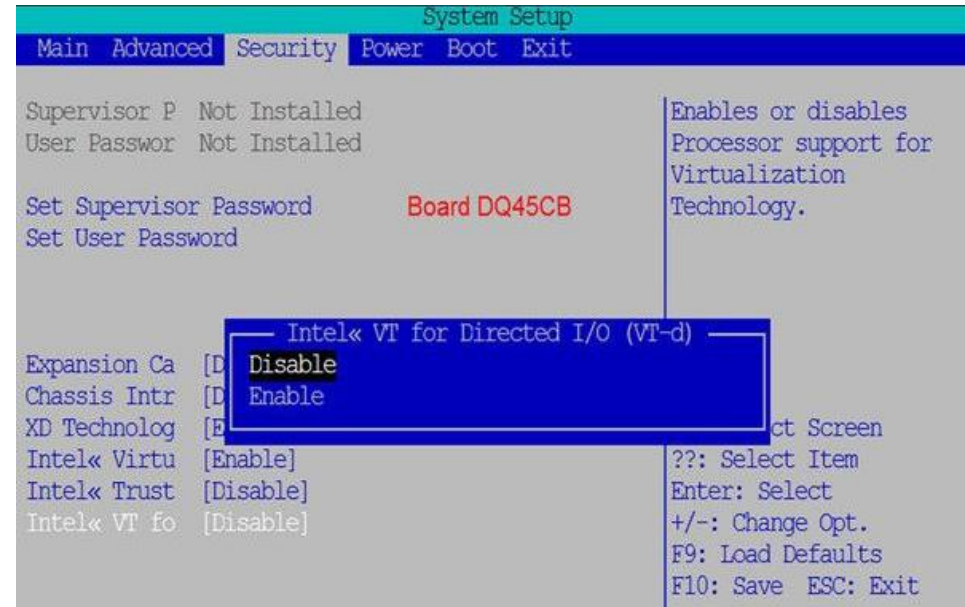 System Setup
Main Advanced Security Power Boot Exit
Supervisor P Not Installed
User Passwor Not Installed
Set Supervisor Password
Set User Password
Board DQ45CB
Expansion Ca [D
Chassis Intr [D
XD Technolog [E
Intel« Virtu [Enable]
Intel« Trust [Disable]
Intel« VT fo [Disable]
Intel« VT for Directed I/O (VT-d)
Disable
Enable
Enables or disables
Processor support for
Virtualization
Technology.
ct Screen
??: Select Item
Enter: Select
+/-: Change Opt.
F9: Load Defaults
F10: Save ESC: Exit